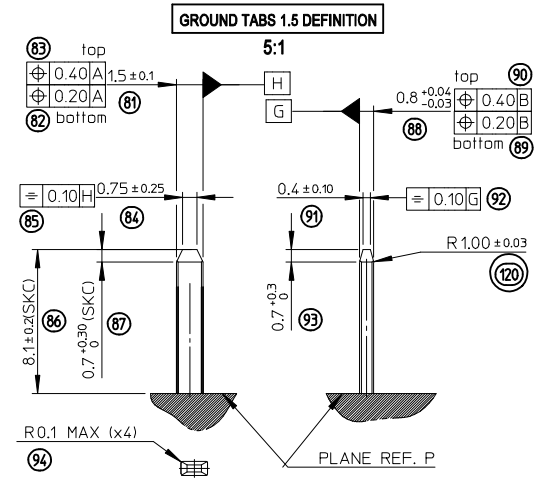 GROUND TABS 1.5 DEFINITION
5:1
83 top
⌖ 0.40 A 1.5 ±0.1
⌖ 0.20 A 81
82 bottom
H
G
top 90
0.8 +0.04 -0.03 ⌖ 0.40 B
88 ⌖ 0.20 B
bottom 89
⌯ 0.10 H 0.75 ±0.25
85 84
0.4 ±0.10
91
⌯ 0.10 G 92
R1.00 ±0.03
120
8.1±0.2(SKC) 86
0.7 +0.30 0 (SKC) 87
0.7 +0.3 0 93
R0.1 MAX (x4)
94
PLANE REF. P